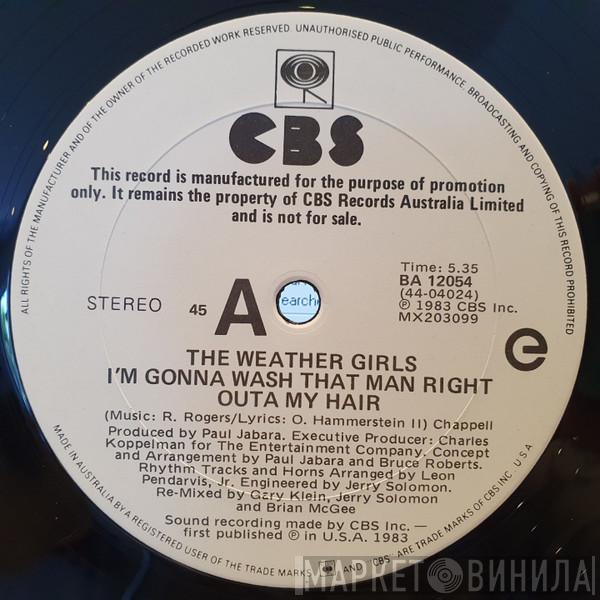 ALL RIGHTS OF THE MANUFACTURER AND OF THE OWNER OF THE RECORDED WORK RESERVED. UNAUTHORISED PUBLIC PERFORMANCE, BROADCASTING AND COPYING OF THIS RECORD PROHIBITED
CBS
This record is manufactured for the purpose of promotion
only. It remains the property of CBS Records Australia Limited
and is not for sale.
Time: 5.35
BA 12054
(44-04024)
℗ 1983 CBS Inc.
MX203099
STEREO 45 A
earch
e
THE WEATHER GIRLS
I'M GONNA WASH THAT MAN RIGHT
OUTA MY HAIR
(Music: R. Rogers/Lyrics: O. Hammerstein II) Chappell
Produced by Paul Jabara. Executive Producer: Charles
Koppelman for The Entertainment Company. Concept
and Arrangement by Paul Jabara and Bruce Roberts.
Rhythm Tracks and Horns Arranged by Leon
Pendarvis, Jr. Engineered by Jerry Solomon.
Re-Mixed by Gary Klein, Jerry Solomon
and Brian McGee
Sound recording made by CBS Inc. —
first published ℗ in U.S.A. 1983
MADE IN AUSTRALIA BY A REGISTERED USER OF THE TRADE MARKS AND "CBS" ARE TRADE MARKS OF CBS INC. U.S.A
МАРКЕТ ВИНИЛА